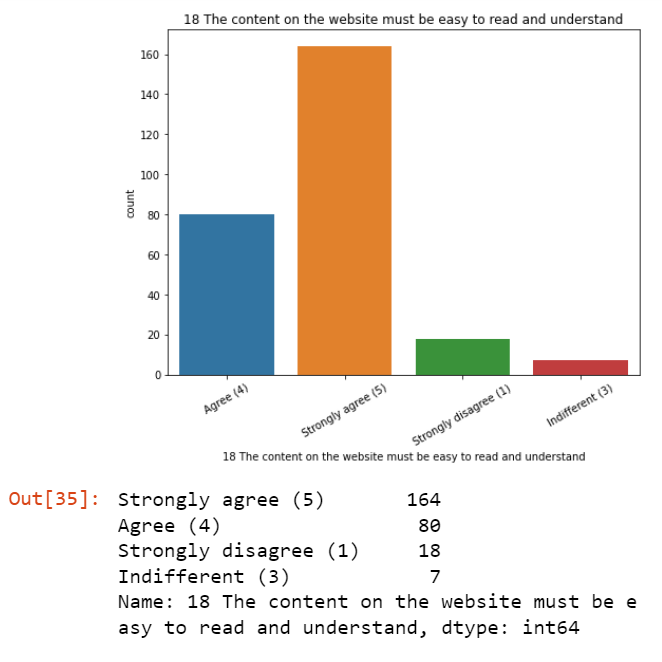 18 The content on the website must be easy to read and understand
160
140
120
100
80
60
40
20
0
count
Agree (4)
Strongly agree (5)
Strongly disagree (1)
Indifferent (3)
18 The content on the website must be easy to read and understand
Out[35]: Strongly agree (5) 164
Agree (4) 80
Strongly disagree (1) 18
Indifferent (3) 7
Name: 18 The content on the website must be e
asy to read and understand, dtype: int64